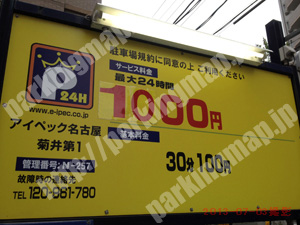 駐車場規約に同意の上ご利用ください
サービス料金
最大24時間
1000円
P
24H
www.e-ipec.co.jp
アイペック名古屋
菊井第1
基本料金
30分100円
管理番号:N-257
故障時の連絡先
TEL 120-081-780
parkingmap.jp
parkingmap.jp